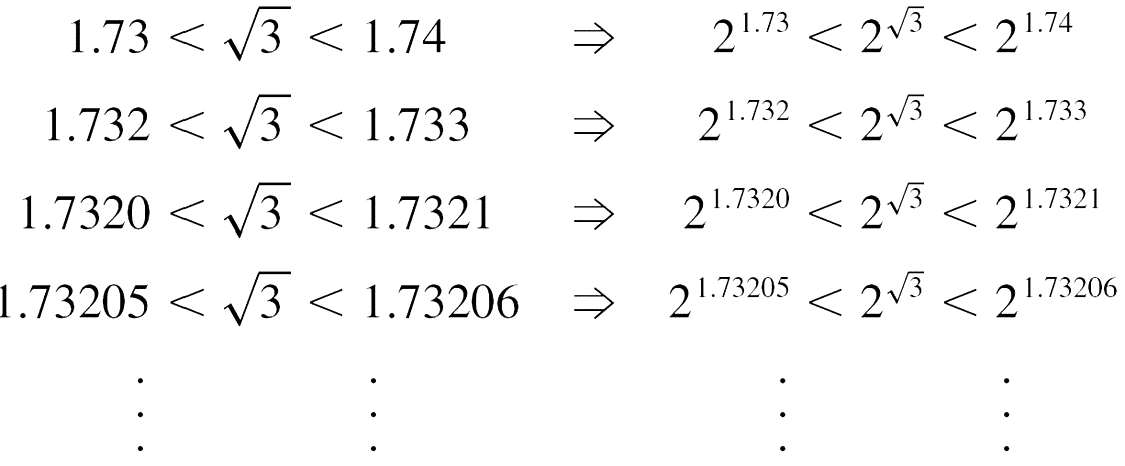 1.73 < √3 < 1.74 ⇒ 2^1.73 < 2^√3 < 2^1.74
1.732 < √3 < 1.733 ⇒ 2^1.732 < 2^√3 < 2^1.733
1.7320 < √3 < 1.7321 ⇒ 2^1.7320 < 2^√3 < 2^1.7321
1.73205 < √3 < 1.73206 ⇒ 2^1.73205 < 2^√3 < 2^1.73206
. . . .
. . . .
. . . .